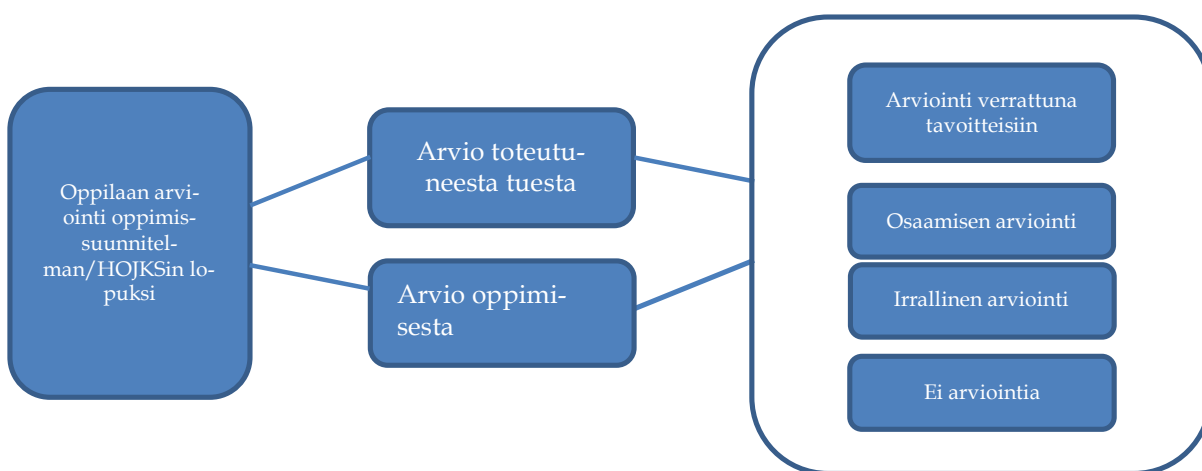 Oppilaan arvi-
ointi oppimis-
suunnitel-
man/HOJKSin lo-
puksi
Arvio toteutu-
neesta tuesta
Arvio oppimi-
sesta
Arviointi verrattuna
tavoitteisiin
Osaamisen arviointi
Irrallinen arviointi
Ei arviointia